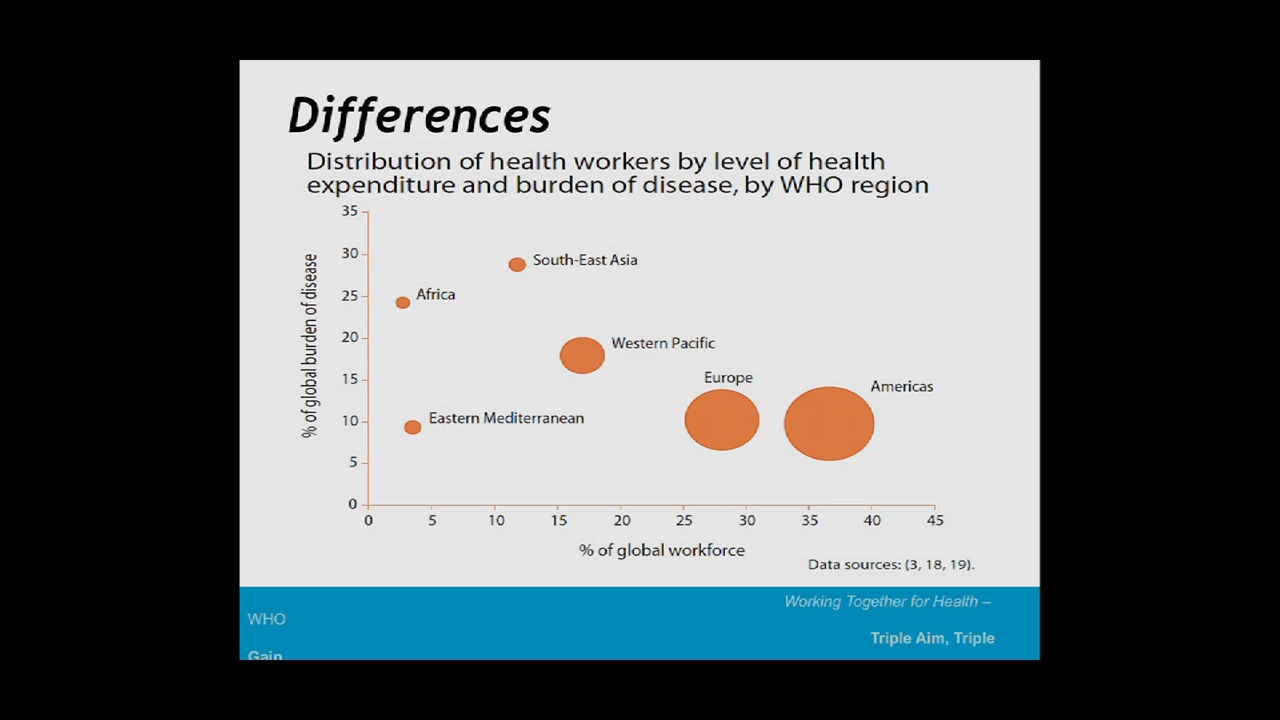 Differences
Distribution of health workers by level of health
expenditure and burden of disease, by WHO region
35
30
25
20
15
10
5
0
% of global burden of disease
South-East Asia
Africa
Western Pacific
Europe
Americas
Eastern Mediterranean
0 5 10 15 20 25 30 35 40 45
% of global workforce
Data sources: (3, 18, 19).
Working Together for Health –
WHO
Triple Aim, Triple
Gain